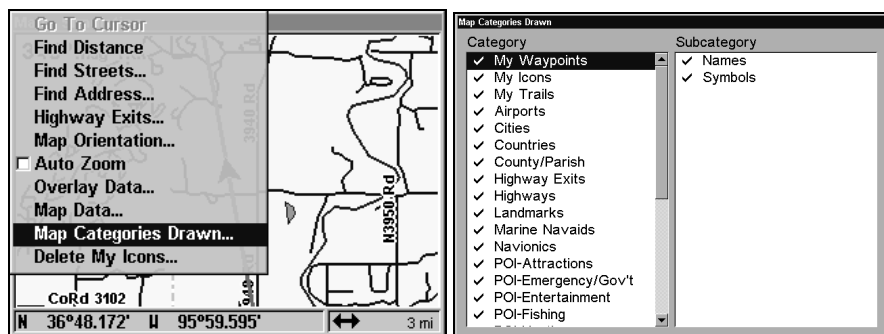 Go To Cursor
Find Distance
Find Streets...
Find Address...
Highway Exits...
Map Orientation...
Auto Zoom
Overlay Data...
Map Data...
Map Categories Drawn...
Delete My Icons...
3940 Rd
N3950 Rd
CoRd 3102
N 36°48.172' W 95°59.595' 3 mi
Map Categories Drawn
Category Subcategory
My Waypoints Names
My Icons Symbols
My Trails
Airports
Cities
Countries
County/Parish
Highway Exits
Highways
Landmarks
Marine Navaids
Navionics
POI-Attractions
POI-Emergency/Gov't
POI-Entertainment
POI-Fishing